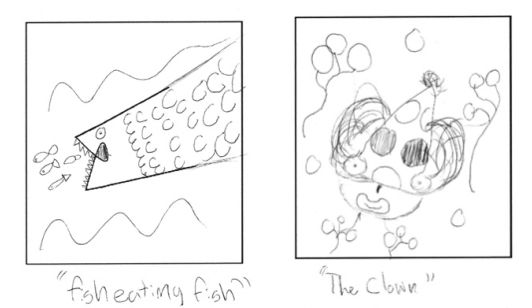 "fish eating fish"
"The Clown"